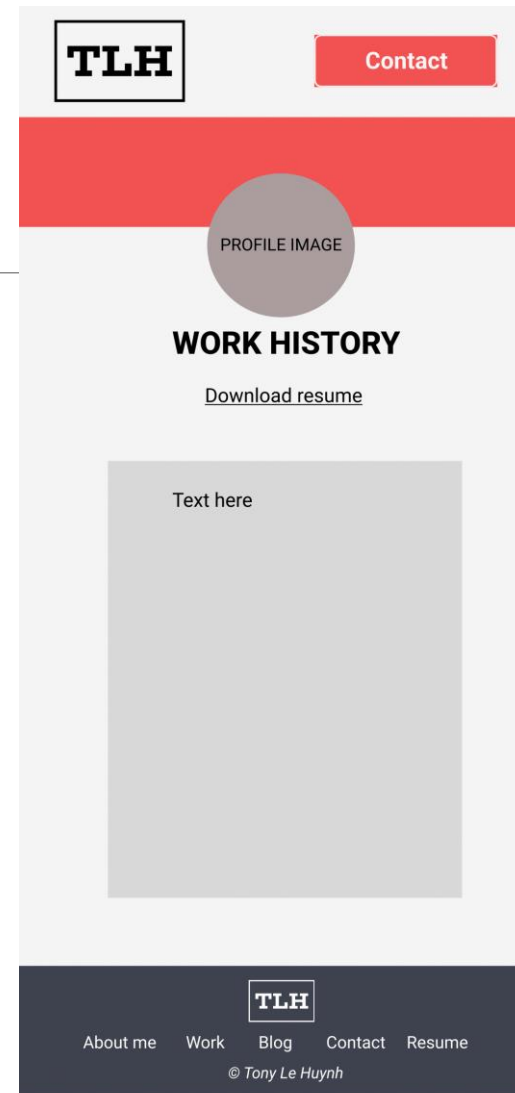 TLH
Contact
PROFILE IMAGE
WORK HISTORY
Download resume
Text here
TLH
About me Work Blog Contact Resume
© Tony Le Huynh